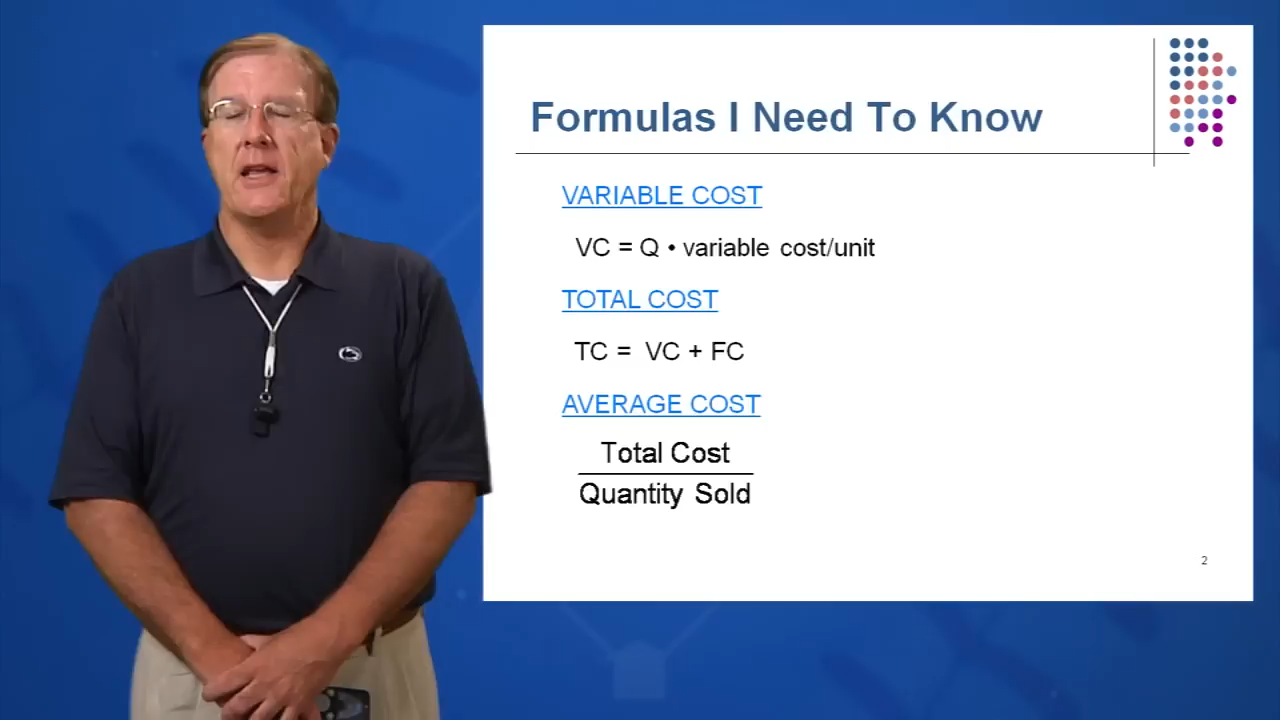 Formulas I Need To Know
VARIABLE COST
VC = Q • variable cost/unit
TOTAL COST
TC = VC + FC
AVERAGE COST
Total Cost
Quantity Sold
2